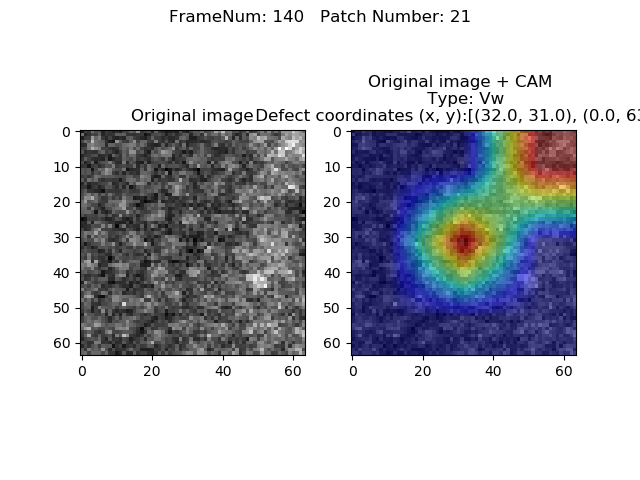 FrameNum: 140   Patch Number: 21
Original image + CAM
Type: Vw
Original image
Defect coordinates (x, y):[(32.0, 31.0), (0.0, 63
0
10
20
30
40
50
60
0 20 40 60
0
10
20
30
40
50
60
0 20 40 60